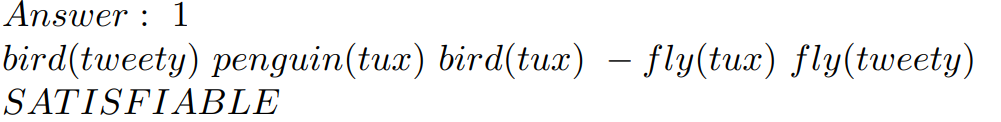 Answer : 1
bird(tweety) penguin(tux) bird(tux) − fly(tux) fly(tweety)
SATISFIABLE